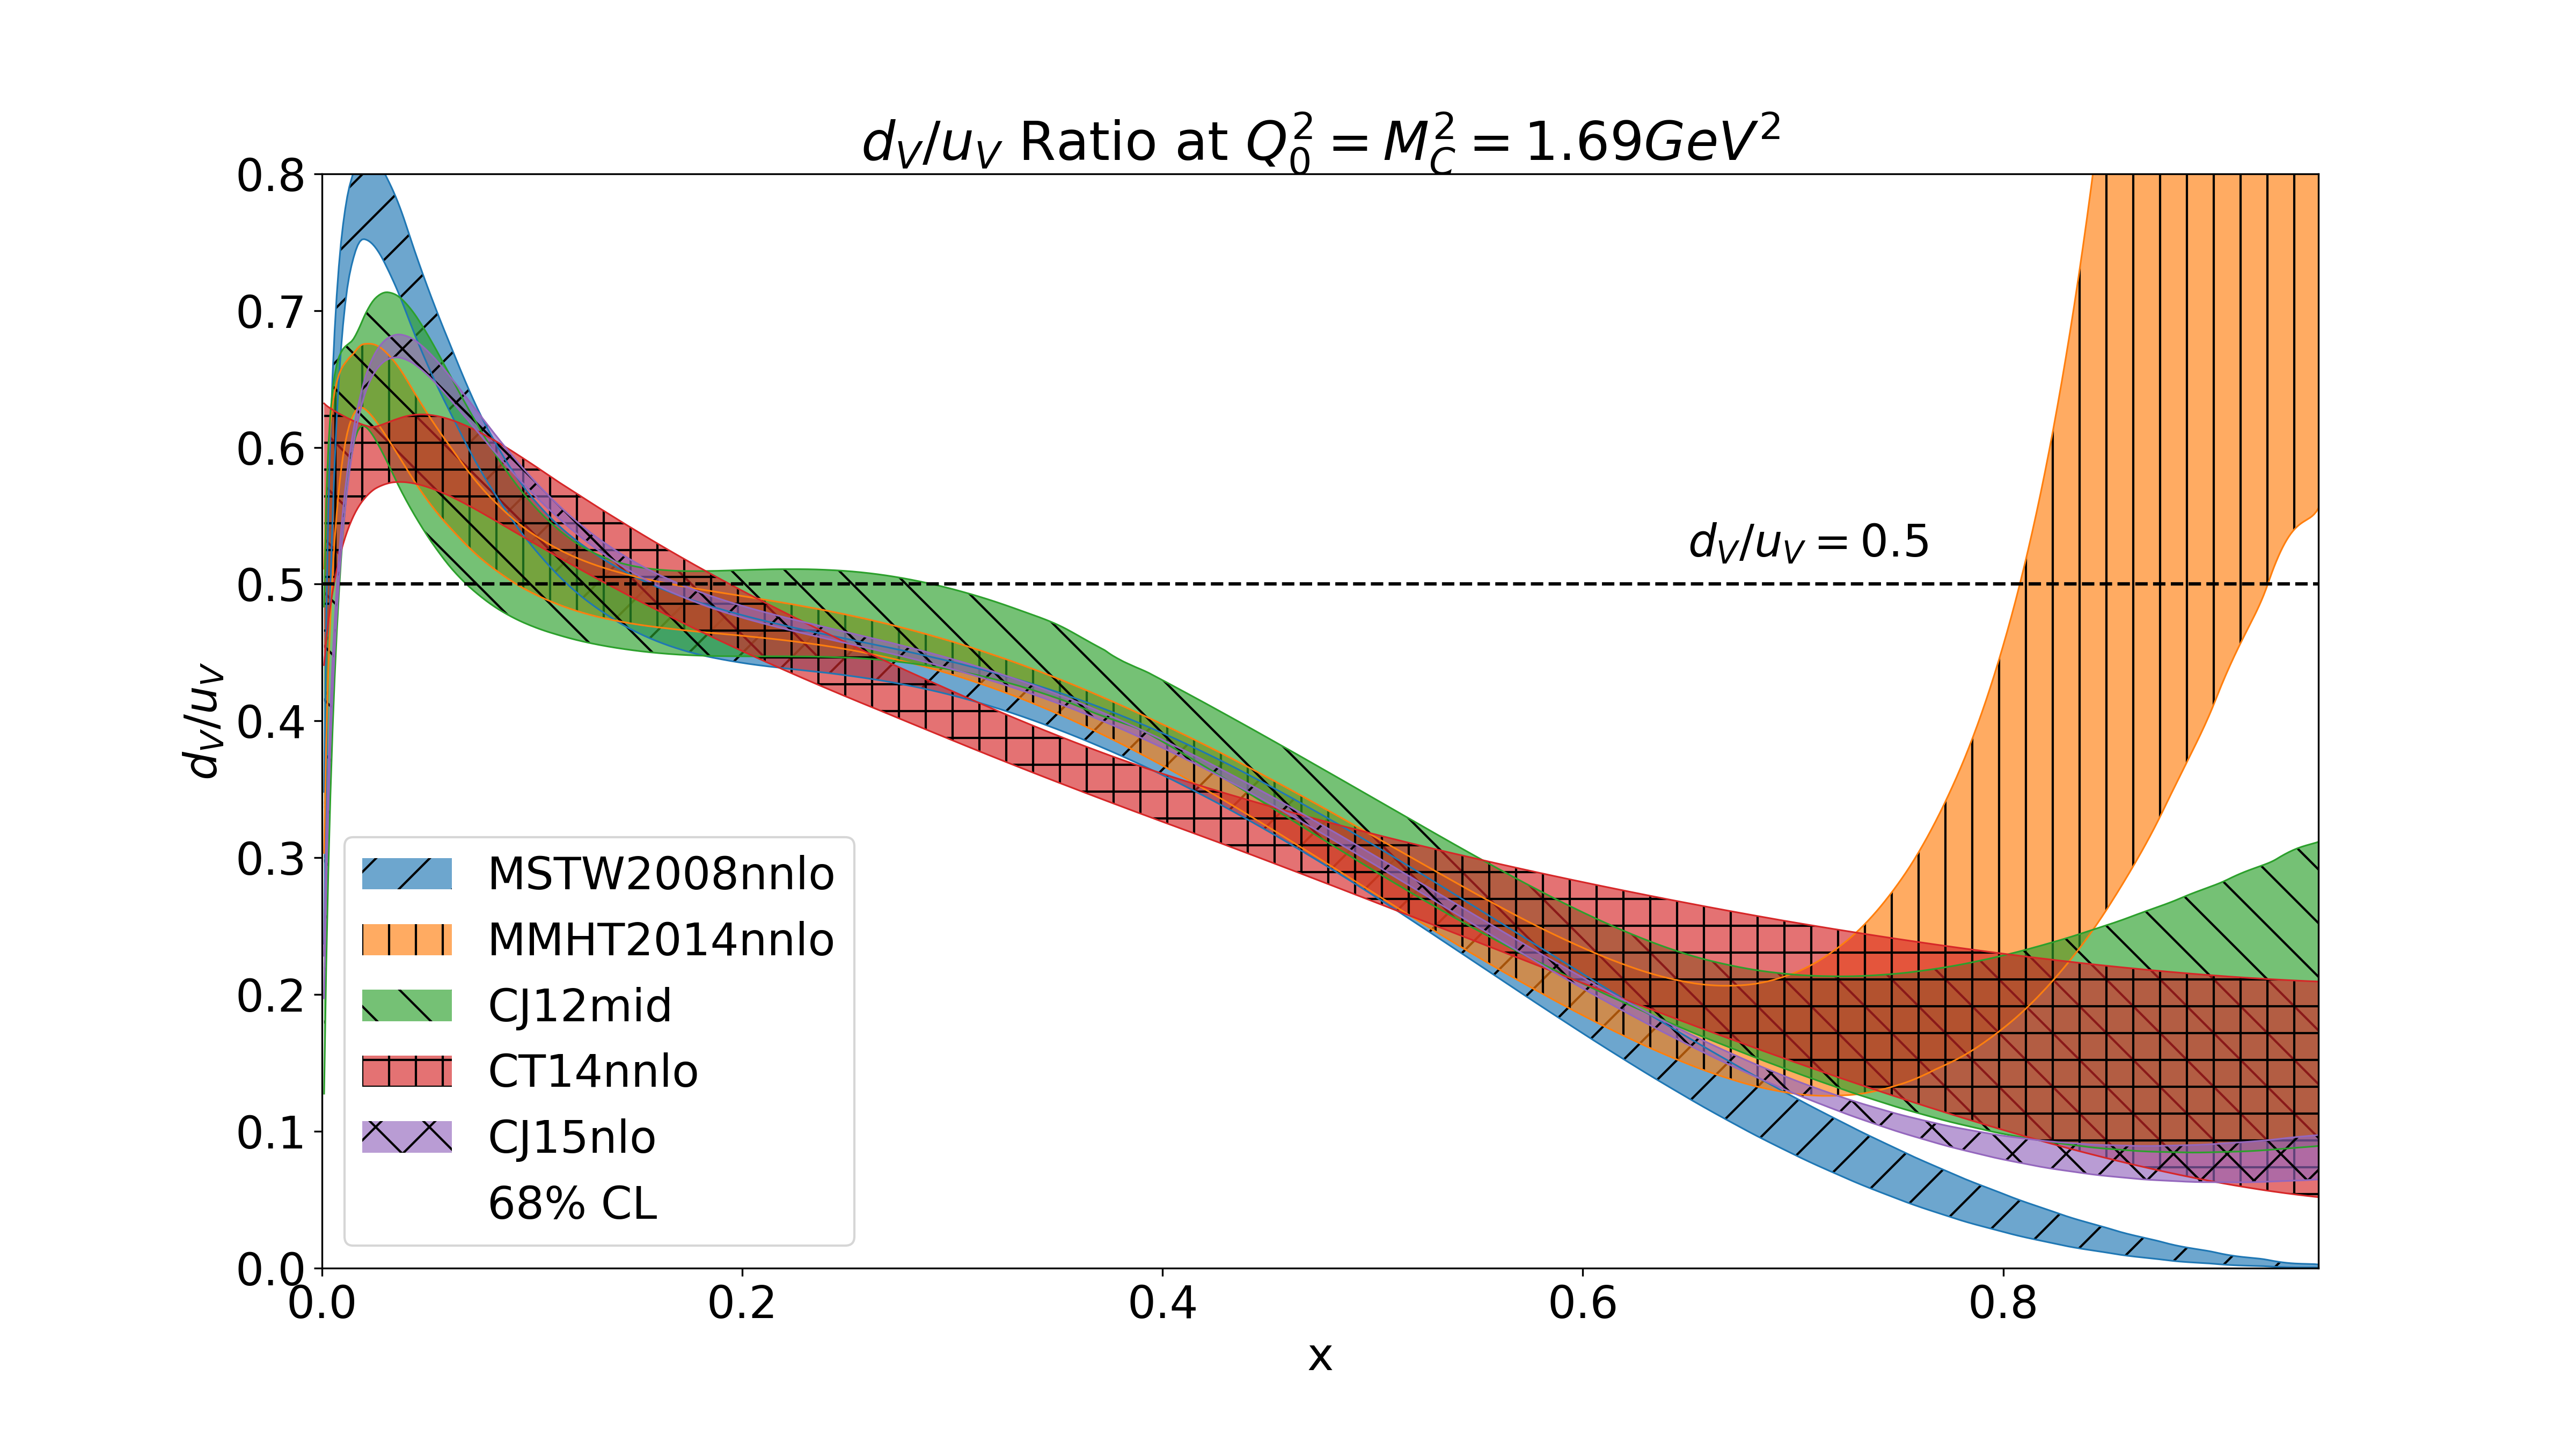 d_V/u_V Ratio at Q_0^2 = M_C^2 = 1.69GeV^2
0.8
0.7
0.6
0.5
0.4
0.3
0.2
0.1
0.0
d_V/u_V
d_V/u_V = 0.5
MSTW2008nnlo
MMHT2014nnlo
CJ12mid
CT14nnlo
CJ15nlo
68% CL
0.0 0.2 0.4 0.6 0.8
x